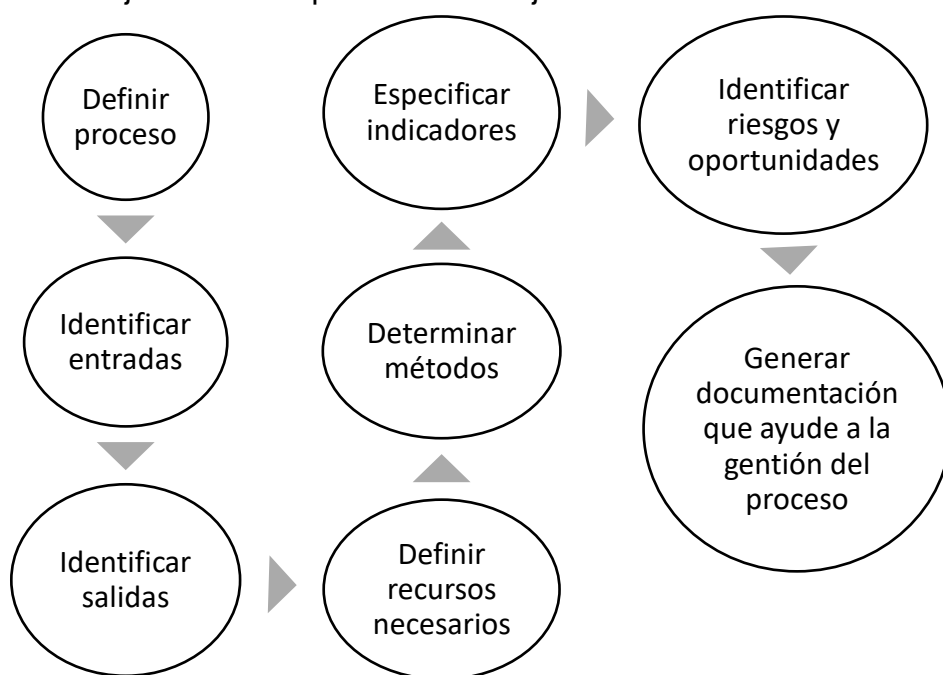 Definir
proceso
Identificar
entradas
Identificar
salidas
Definir
recursos
necesarios
Determinar
métodos
Especificar
indicadores
Identificar
riesgos y
oportunidades
Generar
documentación
que ayude a la
gentión del
proceso